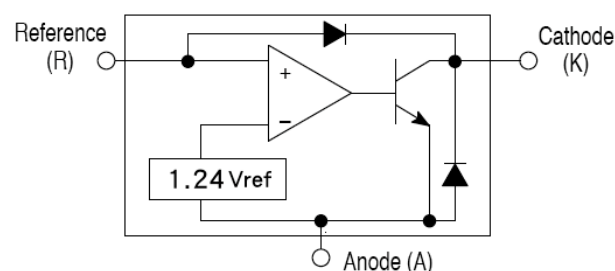 Reference
(R)
Cathode
(K)
+
−
1.24 Vref
Anode (A)